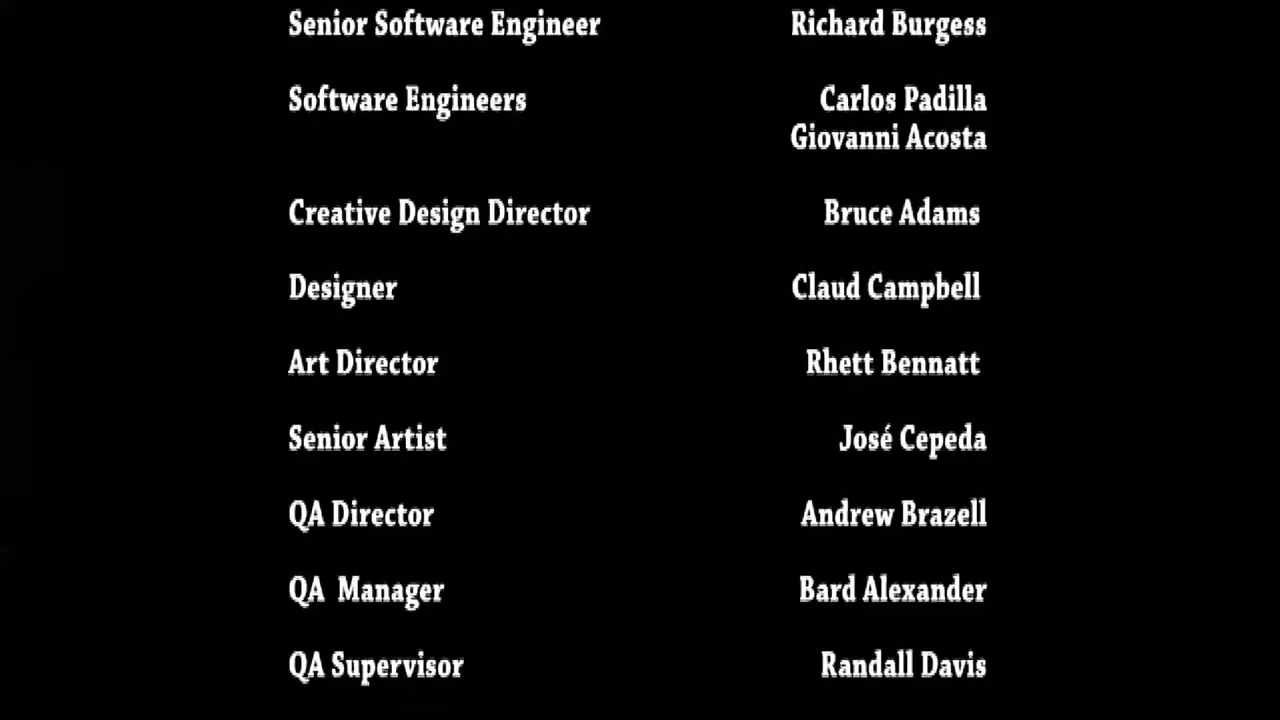 Senior Software Engineer Richard Burgess
Software Engineers Carlos Padilla
Giovanni Acosta
Creative Design Director Bruce Adams
Designer Claud Campbell
Art Director Rhett Bennatt
Senior Artist José Cepeda
QA Director Andrew Brazell
QA Manager Bard Alexander
QA Supervisor Randall Davis